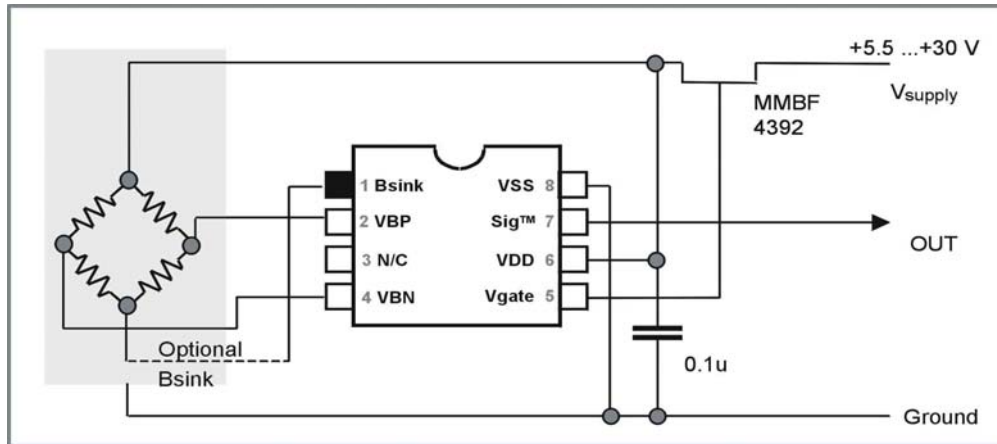 +5.5 ...+30 V
Vsupply
MMBF
4392
1 Bsink
VSS 8
2 VBP
Sig™ 7
OUT
3 N/C
VDD 6
4 VBN
Vgate 5
Optional
Bsink
0.1u
Ground